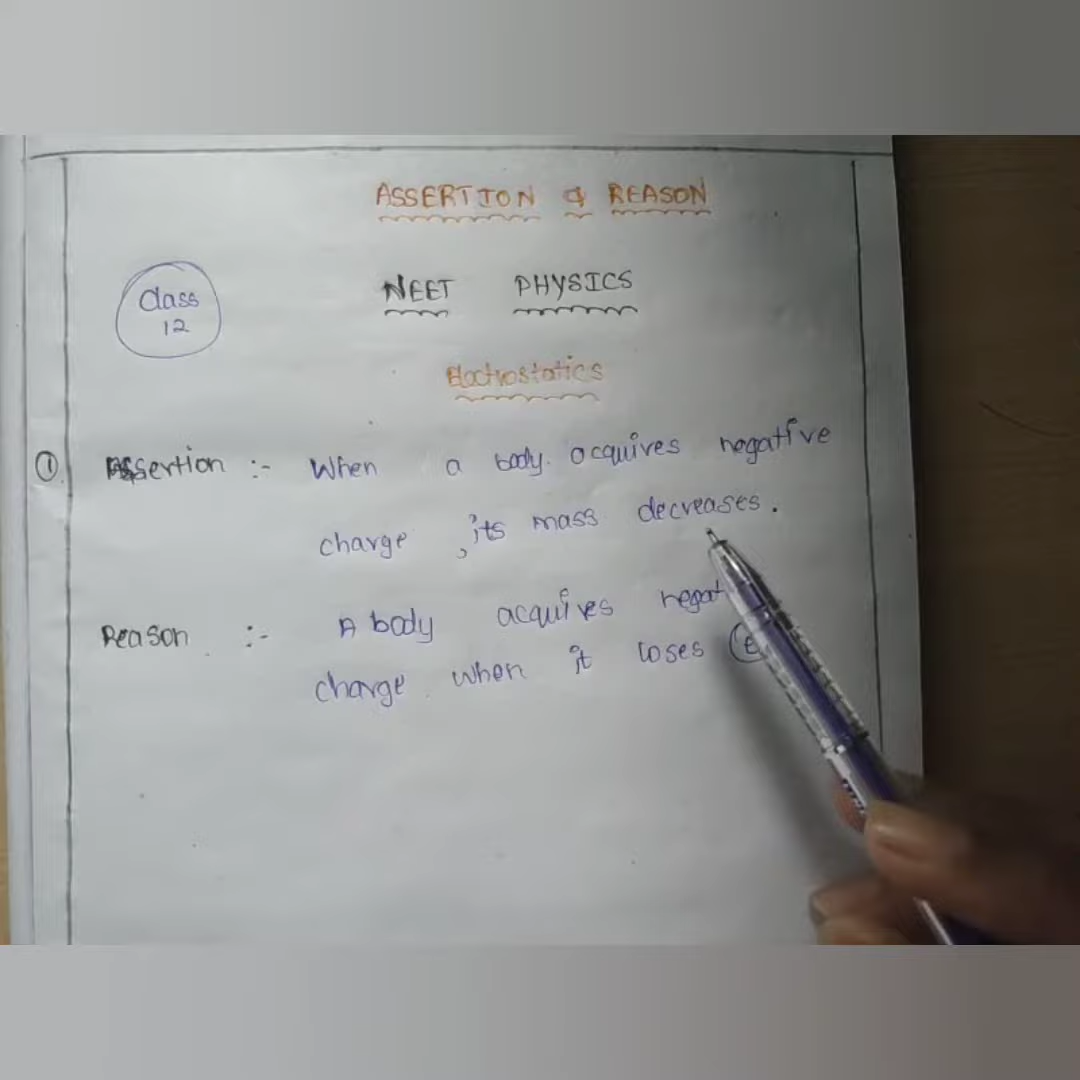 ASSERTION & REASON
Class
12
NEET PHYSICS
Electrostatics
① Assertion :- When a body acquires negative
charge , its mass decreases.
Reason :- A body acquires negat
charge when it loses